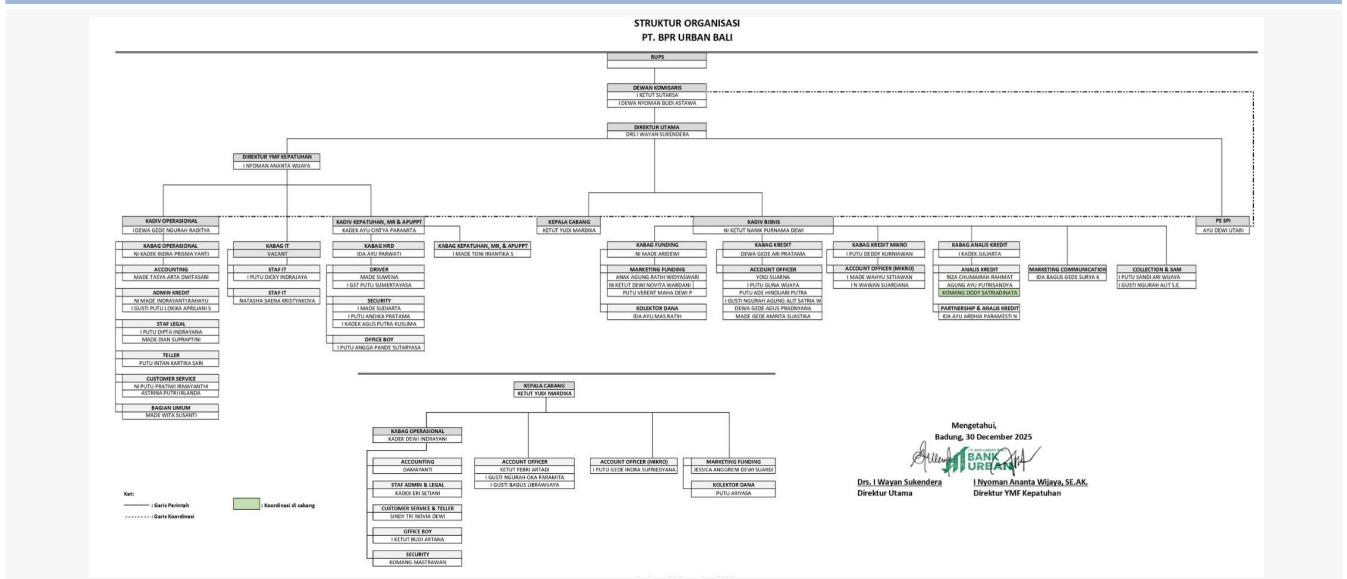 STRUKTUR ORGANISASI
PT. BPR URBAN BALI
RUPS
DEWAN KOMISARIS
I KETUT SUTARSA
I DEWA NYOMAN BUDI ASTAWA
DIREKTUR UTAMA
DRS. I WAYAN SUKENDERA
DIREKTUR YMF KEPATUHAN
I NYOMAN ANANTA WIJAYA
KADIV OPERASIONAL
I DEWA GEDE NGURAH RADITYA
KABAG OPERASIONAL
NI KADEK INDRA PRISMA YANTI
ACCOUNTING
MADE TASYA ARTA DWITASARI
ADMIN KREDIT
NI MADE INDRAYANTI RAHAYU
I GUSTI PUTU LOKIKA APRILIANI S
STAF LEGAL
I PUTU DIPTA INDRAYANA
MADE DIAN SUPRAPTINI
TELLER
PUTU INTAN KARTIKA SARI
CUSTOMER SERVICE
NI PUTU PRATIWI IRMAYANTHI
ASTRINA PUTRI IRLANDA
BAGIAN UMUM
MADE WITA SUSANTI
KABAG IT
VACANT
STAF IT
I PUTU DICKY INDRAJAYA
STAF IT
NATASHA SAENA KRISTYAKOVA
KADIV KEPATUHAN, MR & APUPPT
KADEK AYU CINTYA PARAMITA
KABAG HRD
IDA AYU PARWATI
DRIVER
MADE SUWENA
I GST PUTU SUMERTAYASA
SECURITY
I MADE SUDIARTA
I PUTU ANDIKA PRATAMA
I KADEK AGUS PUTRA KUSUMA
OFFICE BOY
I PUTU ANGGA PANDE SUTARYASA
KABAG KEPATUHAN, MR, & APUPPT
I MADE TONI IRIANTIKA S
KEPALA CABANG
KETUT YUDI MARDIKA
KADIV BISNIS
NI KETUT NANIK PURNAMA DEWI
KABAG FUNDING
NI MADE ARIDEWI
MARKETING FUNDING
ANAK AGUNG RATIH WIDYASWARI
NI KETUT DEWI NOVITA WARDANI
PUTU VERENT MAHA DEWI P
KOLEKTOR DANA
IDA AYU MAS RATIH
KABAG KREDIT
DEWA GEDE ARI PRATAMA
ACCOUNT OFFICER
YOGI SUARNA
I PUTU GUNA WIJAYA
PUTU ADE HINDUARI PUTRA
I GUSTI NGURAH AGUNG ALIT SATRIA W
DEWA GEDE AGUS PRADNYANA
MADE GEDE AMRITA SUASTIKA
KABAG KREDIT MIKRO
I PUTU DEDDY KURNIAWAN
ACCOUNT OFFICER (MIKRO)
I MADE WAHYU SETIAWAN
I N WAWAN SUARDANA
KABAG ANALIS KREDIT
I KADEK JULIARTA
ANALIS KREDIT
RIZA CHUMAIRAH RAHMAT
AGUNG AYU PUTRISANDYA
KOMANG DODY SATRIADINATA
PARTNERSHIP & ANALIS KREDIT
IDA AYU ARDHIA PARAMESTI N
MARKETING COMMUNICATION
IDA BAGUS GEDE SURYA K
COLLECTION & SAM
I PUTU SANDI ARI WIJAYA
I GUSTI NGURAH ALIT S.E.
PE SPI
AYU DEWI UTARI
KEPALA CABANG
KETUT YUDI MARDIKA
KABAG OPERASIONAL
KADEK DEWI INDRAYANI
ACCOUNTING
DAMAYANTI
STAF ADMIN & LEGAL
KADEK ERI SETIANI
CUSTOMER SERVICE & TELLER
SINDY TRI NOVIA DEWI
OFFICE BOY
I KETUT BUDI ARTANA
SECURITY
KOMANG MASTRAWAN
ACCOUNT OFFICER
KETUT FEBRI ARTADI
I GUSTI NGURAH OKA PARAMITA
I GUSTI BAGUS LIBRAWIJAYA
ACCOUNT OFFICER (MIKRO)
I PUTU GEDE INDRA SUFRIEDYANA
MARKETING FUNDING
JESSICA ANGGRENI DEWI SUARDI
KOLEKTOR DANA
PUTU ARIYASA
Mengetahui,
Badung, 30 December 2025
BANK
URBAN
Drs. I Wayan Sukendera
I Nyoman Ananta Wijaya, SE.AK.
Direktur Utama
Direktur YMF Kepatuhan
Ket:
: Garis Perintah
: Garis Koordinasi
: Koordinasi di cabang